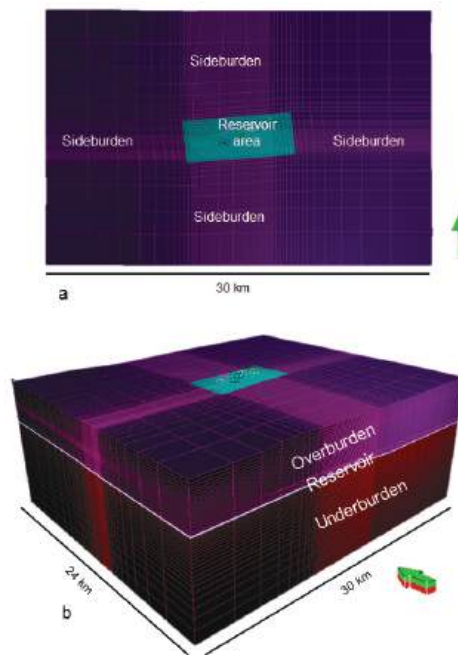 Sideburden
Sideburden
Reservoir
area
Sideburden
Sideburden
30 km
a
Overburden
Reservoir
Underburden
24 km
30 km
b